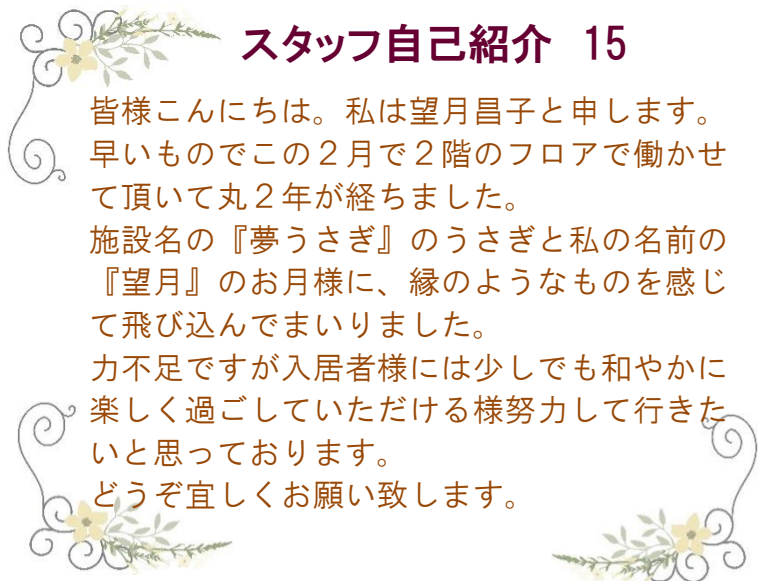 スタッフ自己紹介　15
皆様こんにちは。私は望月昌子と申します。
早いものでこの２月で２階のフロアで働かせ
て頂いて丸２年が経ちました。
施設名の『夢うさぎ』のうさぎと私の名前の
『望月』のお月様に、縁のようなものを感じ
て飛び込んでまいりました。
力不足ですが入居者様には少しでも和やかに
楽しく過ごしていただける様努力して行きた
いと思っております。
どうぞ宜しくお願い致します。